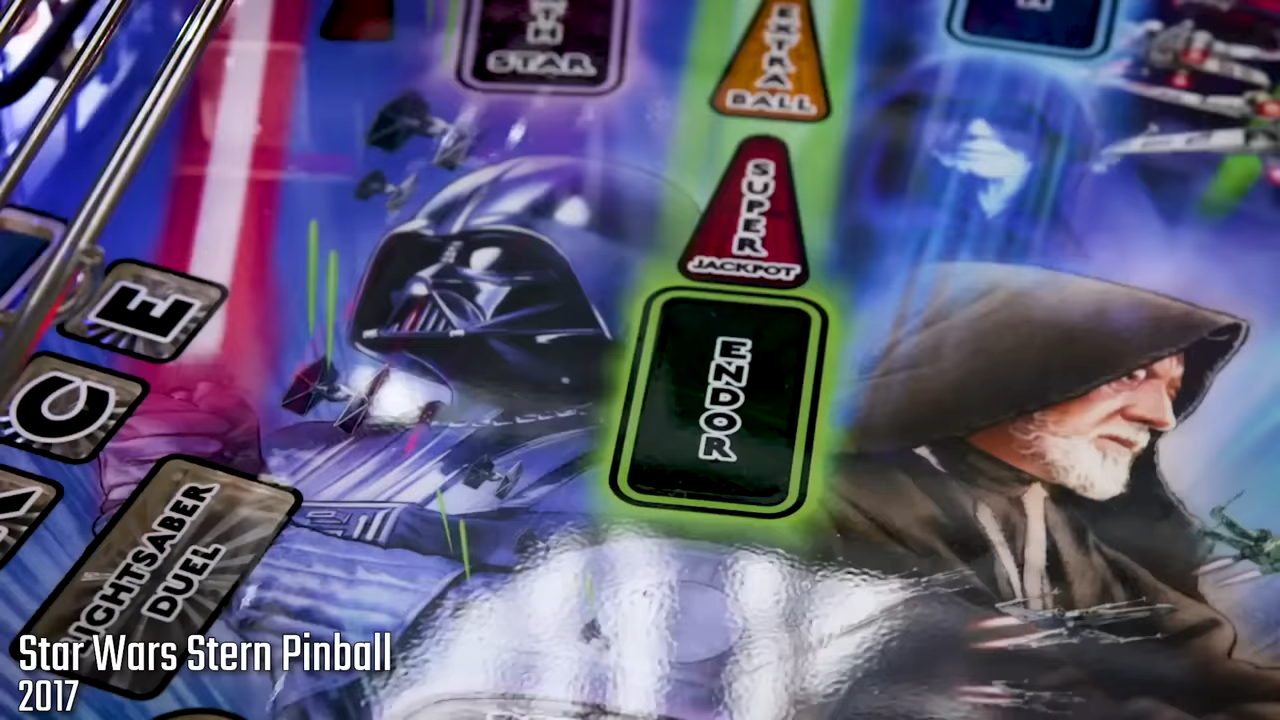 STAR
EXTRA
BALL
SUPER
JACKPOT
E
C
ENDOR
LIGHTSABER
DUEL
Star Wars Stern Pinball
2017